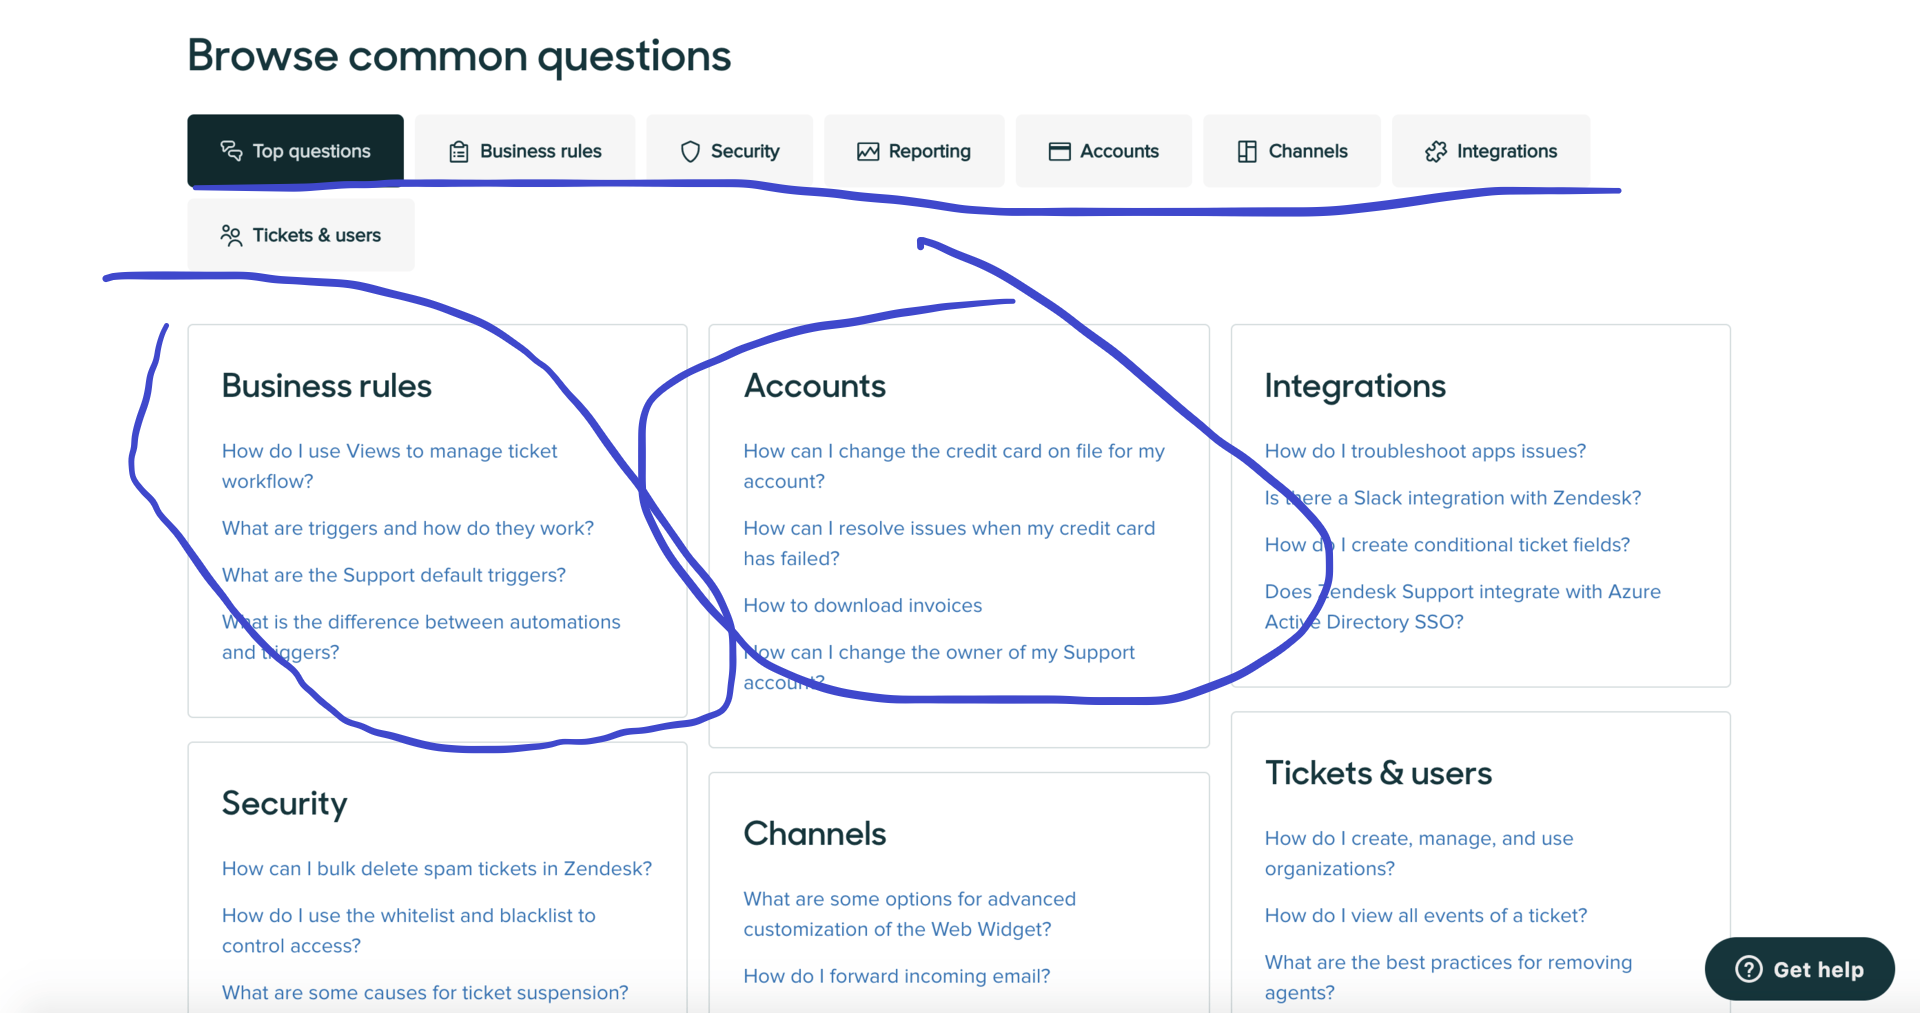 Browse common questions
Top questions
Business rules
Security
Reporting
Accounts
Channels
Integrations
Tickets & users
Business rules
How do I use Views to manage ticket
workflow?
What are triggers and how do they work?
What are the Support default triggers?
What is the difference between automations
and triggers?
Accounts
How can I change the credit card on file for my
account?
How can I resolve issues when my credit card
has failed?
How to download invoices
How can I change the owner of my Support
account?
Integrations
How do I troubleshoot apps issues?
Is there a Slack integration with Zendesk?
How do I create conditional ticket fields?
Does Zendesk Support integrate with Azure
Active Directory SSO?
Security
How can I bulk delete spam tickets in Zendesk?
How do I use the whitelist and blacklist to
control access?
What are some causes for ticket suspension?
Channels
What are some options for advanced
customization of the Web Widget?
How do I forward incoming email?
Tickets & users
How do I create, manage, and use
organizations?
How do I view all events of a ticket?
What are the best practices for removing
agents?
Get help